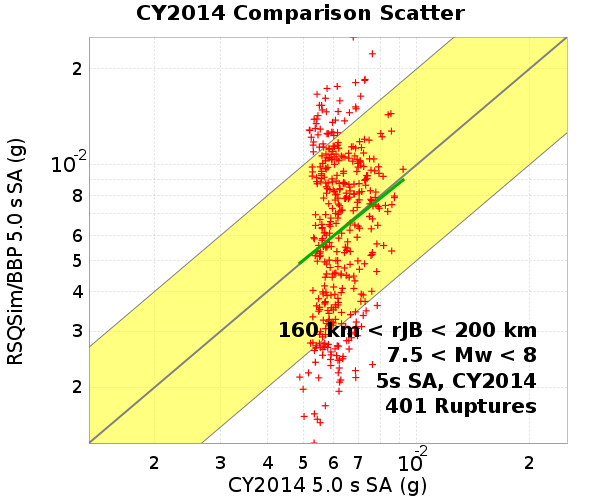 CY2014 Comparison Scatter
RSQSim/BBP 5.0 s SA (g)
2
10-2
8
6
5
4
3
2
160 km < rJB < 200 km
7.5 < Mw < 8
5s SA, CY2014
401 Ruptures
2 3 4 5 6 7 10-2 2
CY2014 5.0 s SA (g)